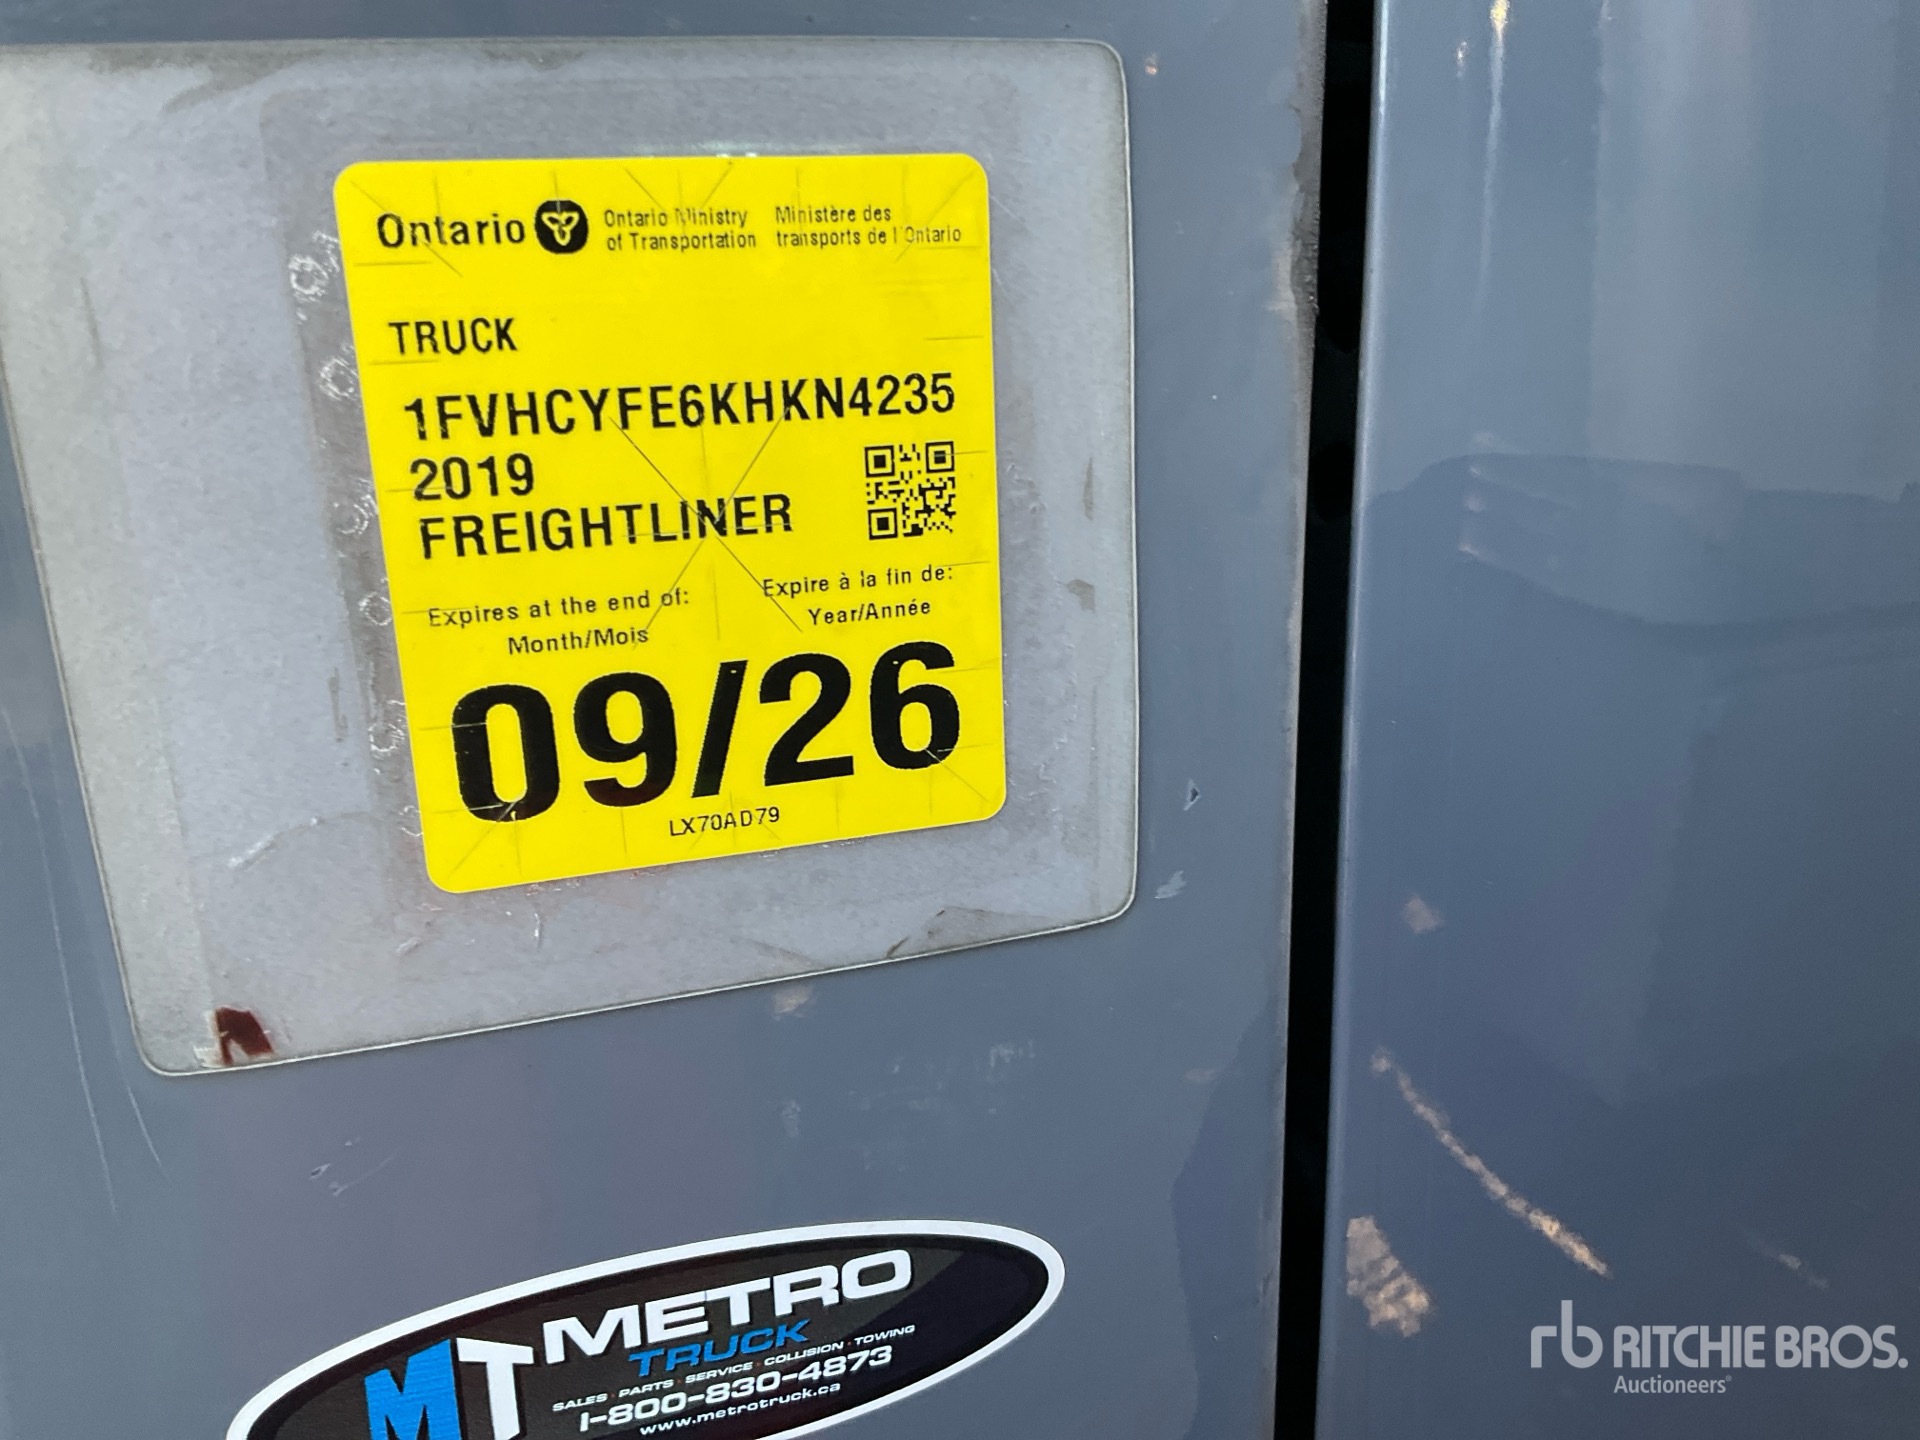 Ontario
Ontario Ministry
of Transportation
Ministère des
transports de l'Ontario
TRUCK
1FVHCYFE6KHKN4235
2019
FREIGHTLINER
Expires at the end of:
Month/Mois
Expire à la fin de:
Year/Année
09/26
LX70AD79
MT
METRO
TRUCK
SALES · PARTS · SERVICE · COLLISION · TOWING
1-800-830-4873
www.metrotruck.ca
rb RITCHIE BROS.
Auctioneers